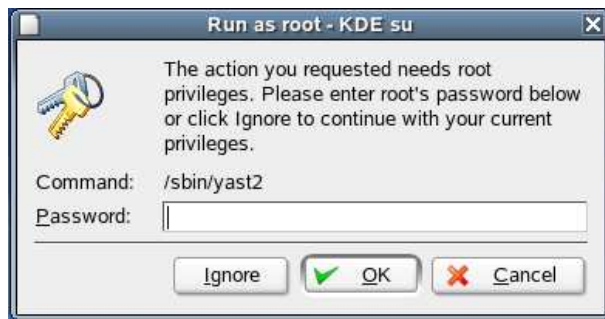 Run as root - KDE su
The action you requested needs root
privileges. Please enter root's password below
or click Ignore to continue with your current
privileges.
Command: /sbin/yast2
Password:
Ignore OK Cancel